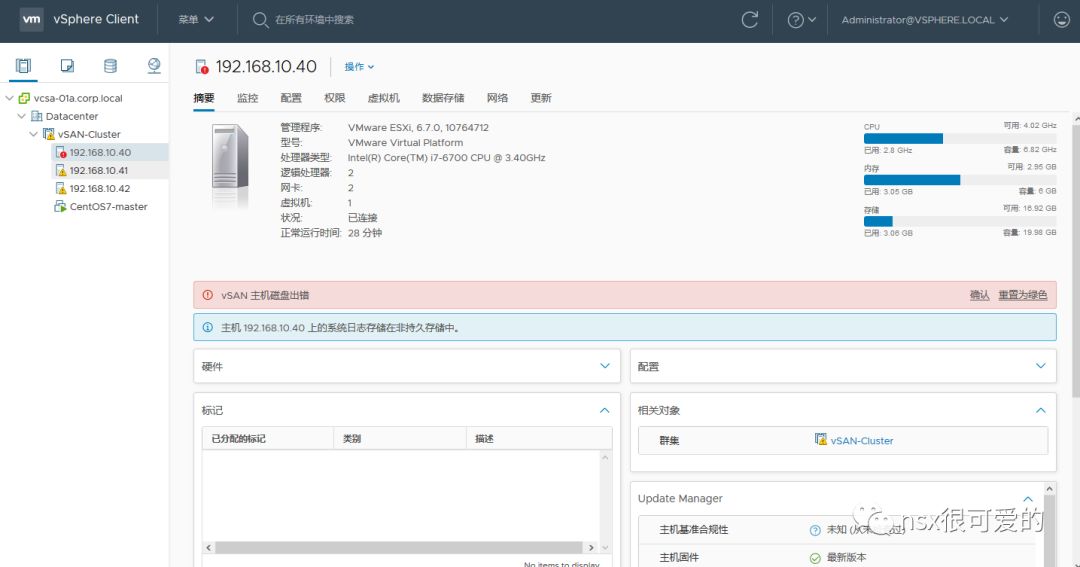 vm vSphere Client 菜单 在所有环境中搜索 Administrator@VSPHERE.LOCAL
vcsa-01a.corp.local
Datacenter
vSAN-Cluster
192.168.10.40
192.168.10.41
192.168.10.42
CentOS7-master
192.168.10.40 操作
摘要 监控 配置 权限 虚拟机 数据存储 网络 更新
管理程序: VMware ESXi, 6.7.0, 10764712
型号: VMware Virtual Platform
处理器类型: Intel(R) Core(TM) i7-6700 CPU @ 3.40GHz
逻辑处理器: 2
网卡: 2
虚拟机: 1
状况: 已连接
正常运行时间: 28 分钟
CPU 可用: 4.02 GHz
已用: 2.8 GHz 容量: 6.82 GHz
内存 可用: 2.95 GB
已用: 3.05 GB 容量: 6 GB
存储 可用: 16.92 GB
已用: 3.06 GB 容量: 19.98 GB
vSAN 主机磁盘出错 确认 重置为绿色
主机 192.168.10.40 上的系统日志存储在非持久存储中。
硬件
标记
已分配的标记 类别 描述
No items to display
配置
相关对象
群集 vSAN-Cluster
Update Manager
主机基准合规性 未知 (从未
主机固件 最新版本
nsx很可爱的